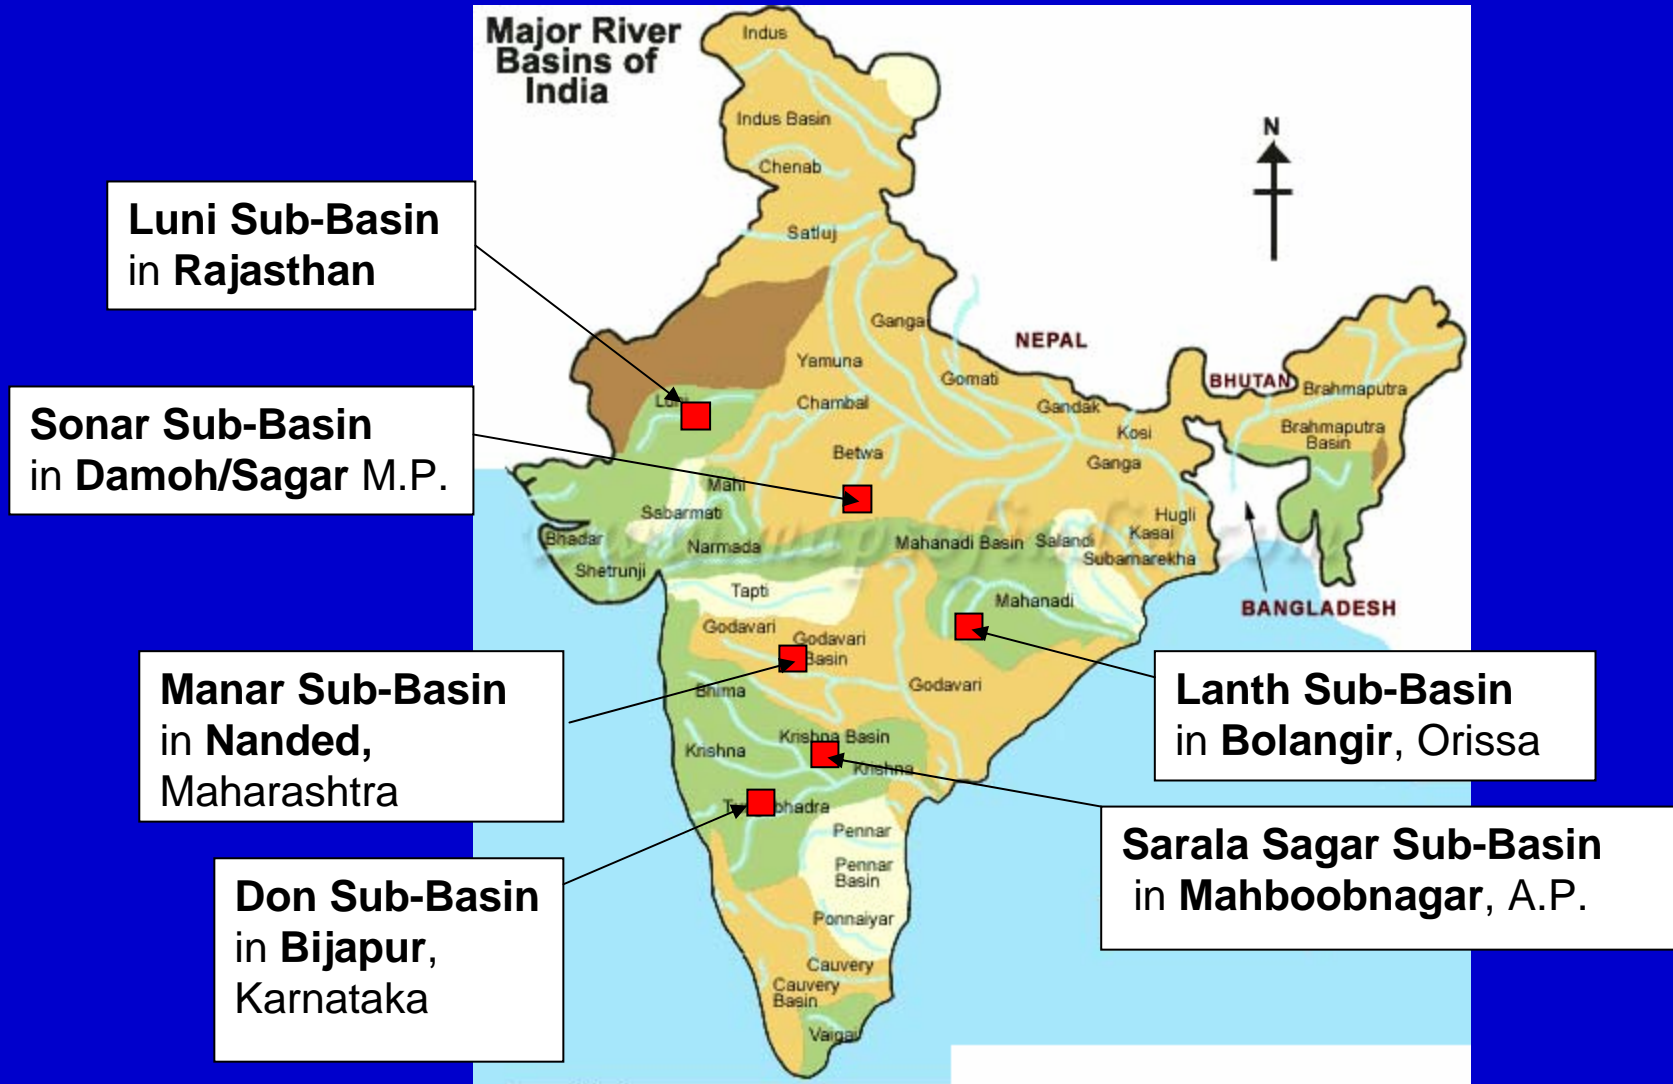 Major River
Basins of
India
Indus
Indus Basin
Chenab
N
Luni Sub-Basin
in Rajasthan
Satluj
Ganga
NEPAL
Yamuna
Gomati
BHUTAN
Brahmaputra
Chambal
Gandak
Sonar Sub-Basin
in Damoh/Sagar M.P.
Kosi
Brahmaputra
Basin
Betwa
Ganga
Mahi
Sabarmati
Hugli
Kasai
Bhadar
Narmada
Mahanadi Basin
Salandi
Subarnarekha
Shetrunji
Tapti
Mahanadi
BANGLADESH
Godavari
Godavari
Basin
Manar Sub-Basin
in Nanded,
Maharashtra
Bhima
Godavari
Lanth Sub-Basin
in Bolangir, Orissa
Krishna Basin
Krishna
Krishna
Pennar
Pennar
Basin
Sarala Sagar Sub-Basin
in Mahboobnagar, A.P.
Don Sub-Basin
in Bijapur,
Karnataka
Ponnaiyar
Cauvery
Cauvery
Basin
Vaigai